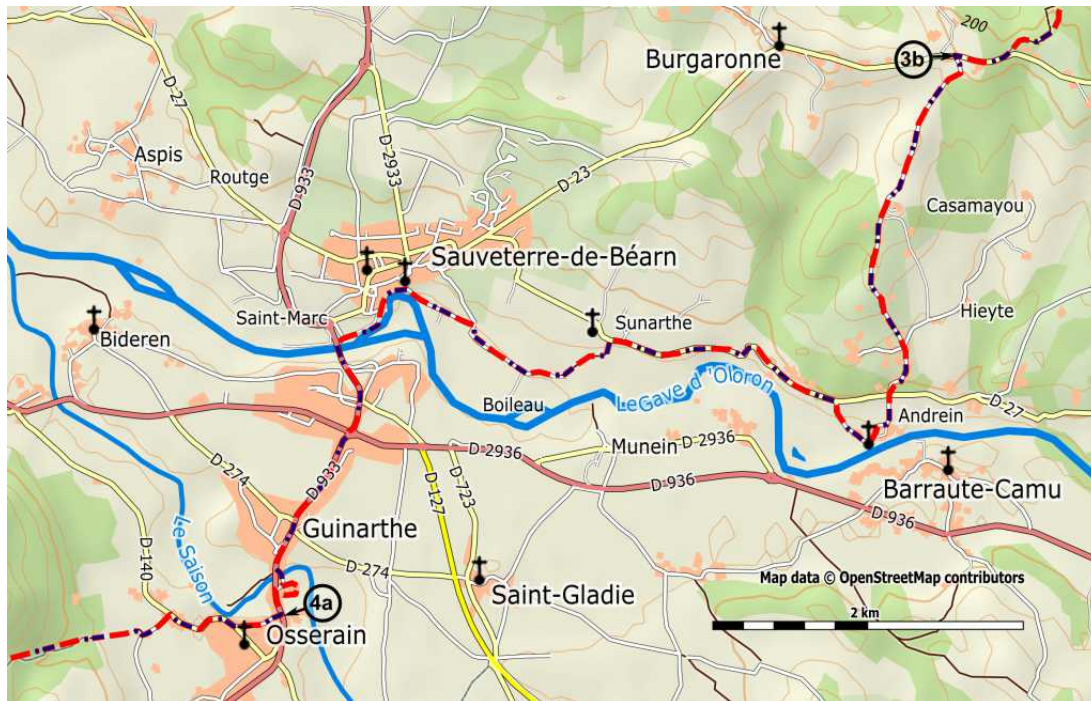 200
Burgaronne
3b
D 27
Aspis
Routge
D 933
D 2933
D 23
Casamayou
Sauveterre-de-Béarn
Saint-Marc
Bideren
Sunarthe
Hieyte
Boileau
LeGave d'Oloron
Andrein
D 27
Munein
D 2936
D 2936
D 936
Barraute-Camu
D 936
D 274
D 933
D 127
D 723
Guinarthe
Le Saison
D 140
D 274
Saint-Gladie
Map data © OpenStreetMap contributors
4a
2 km
Osserain